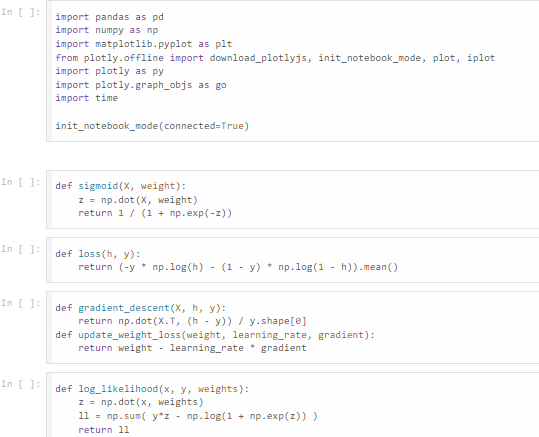 In [ ]:
import pandas as pd
import numpy as np
import matplotlib.pyplot as plt
from plotly.offline import download_plotlyjs, init_notebook_mode, plot, iplot
import plotly as py
import plotly.graph_objs as go
import time
init_notebook_mode(connected=True)
In [ ]:
def sigmoid(X, weight):
    z = np.dot(X, weight)
    return 1 / (1 + np.exp(-z))
In [ ]:
def loss(h, y):
    return (-y * np.log(h) - (1 - y) * np.log(1 - h)).mean()
In [ ]:
def gradient_descent(X, h, y):
    return np.dot(X.T, (h - y)) / y.shape[0]
def update_weight_loss(weight, learning_rate, gradient):
    return weight - learning_rate * gradient
In [ ]:
def log_likelihood(x, y, weights):
    z = np.dot(x, weights)
    ll = np.sum( y*z - np.log(1 + np.exp(z)) )
    return ll